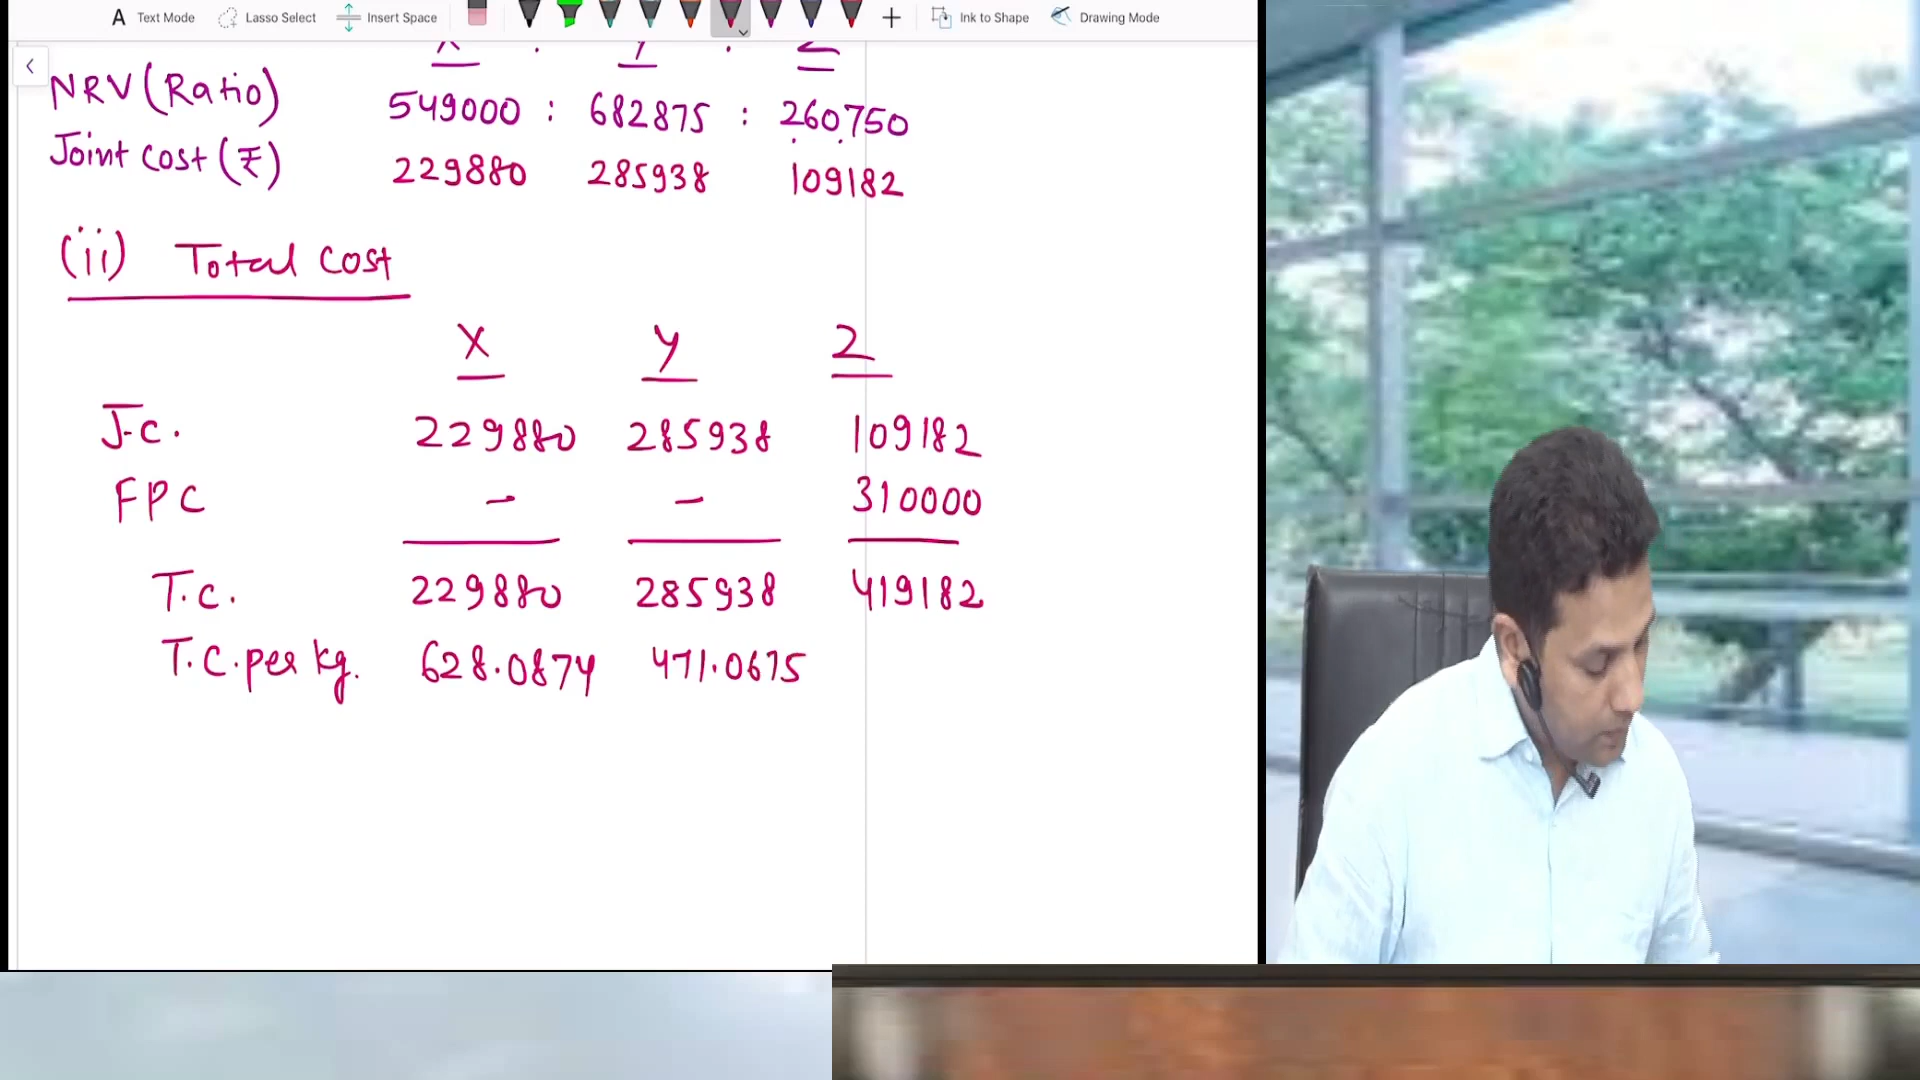 Text Mode Lasso Select Insert Space Ink to Shape Drawing Mode
X : Y : Z
NRV (Ratio) 549000 : 682875 : 260750
Joint Cost (₹) 229880 285938 109182
(ii) Total Cost
X Y Z
J.C. 229880 285938 109182
FPC - - 310000
T.C. 229880 285938 419182
T.C. per kg. 628.0874 471.0675